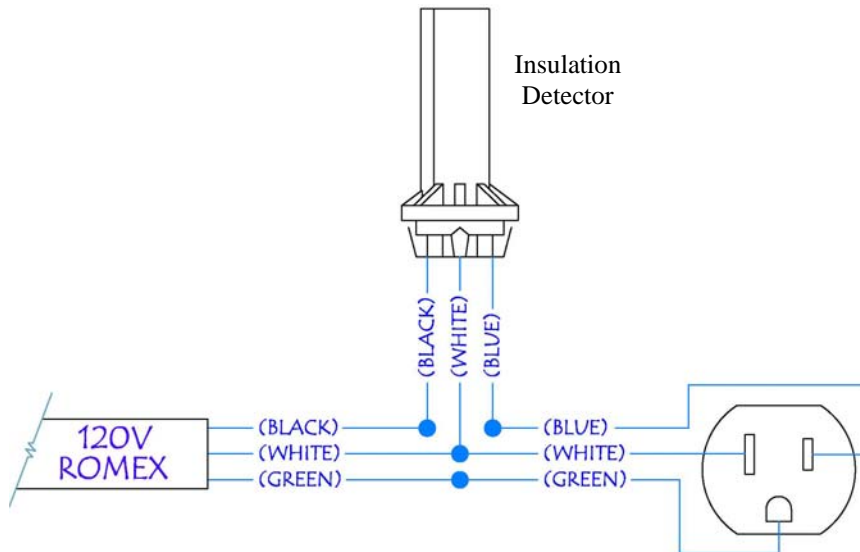 Insulation
Detector
(BLACK)
(WHITE)
(BLUE)
120V
ROMEX
(BLACK)
(WHITE)
(GREEN)
(BLUE)
(WHITE)
(GREEN)